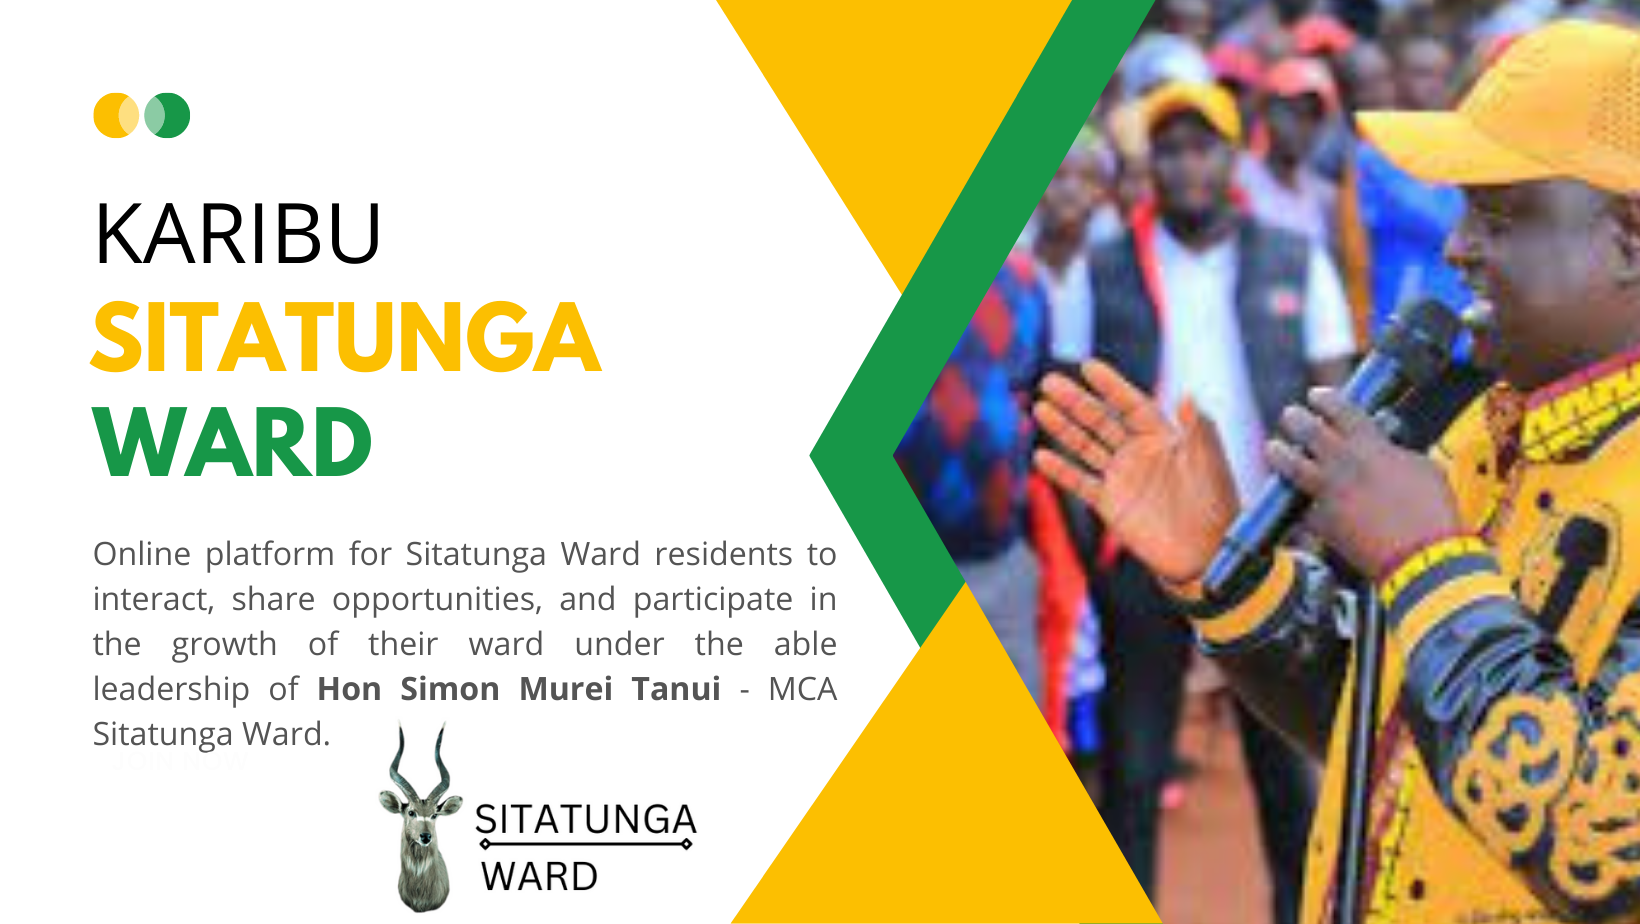 KARIBU
SITATUNGA
WARD
Online platform for Sitatunga Ward residents to
interact, share opportunities, and participate in
the growth of their ward under the able
leadership of Hon Simon Murei Tanui - MCA
Sitatunga Ward.
SITATUNGA
WARD